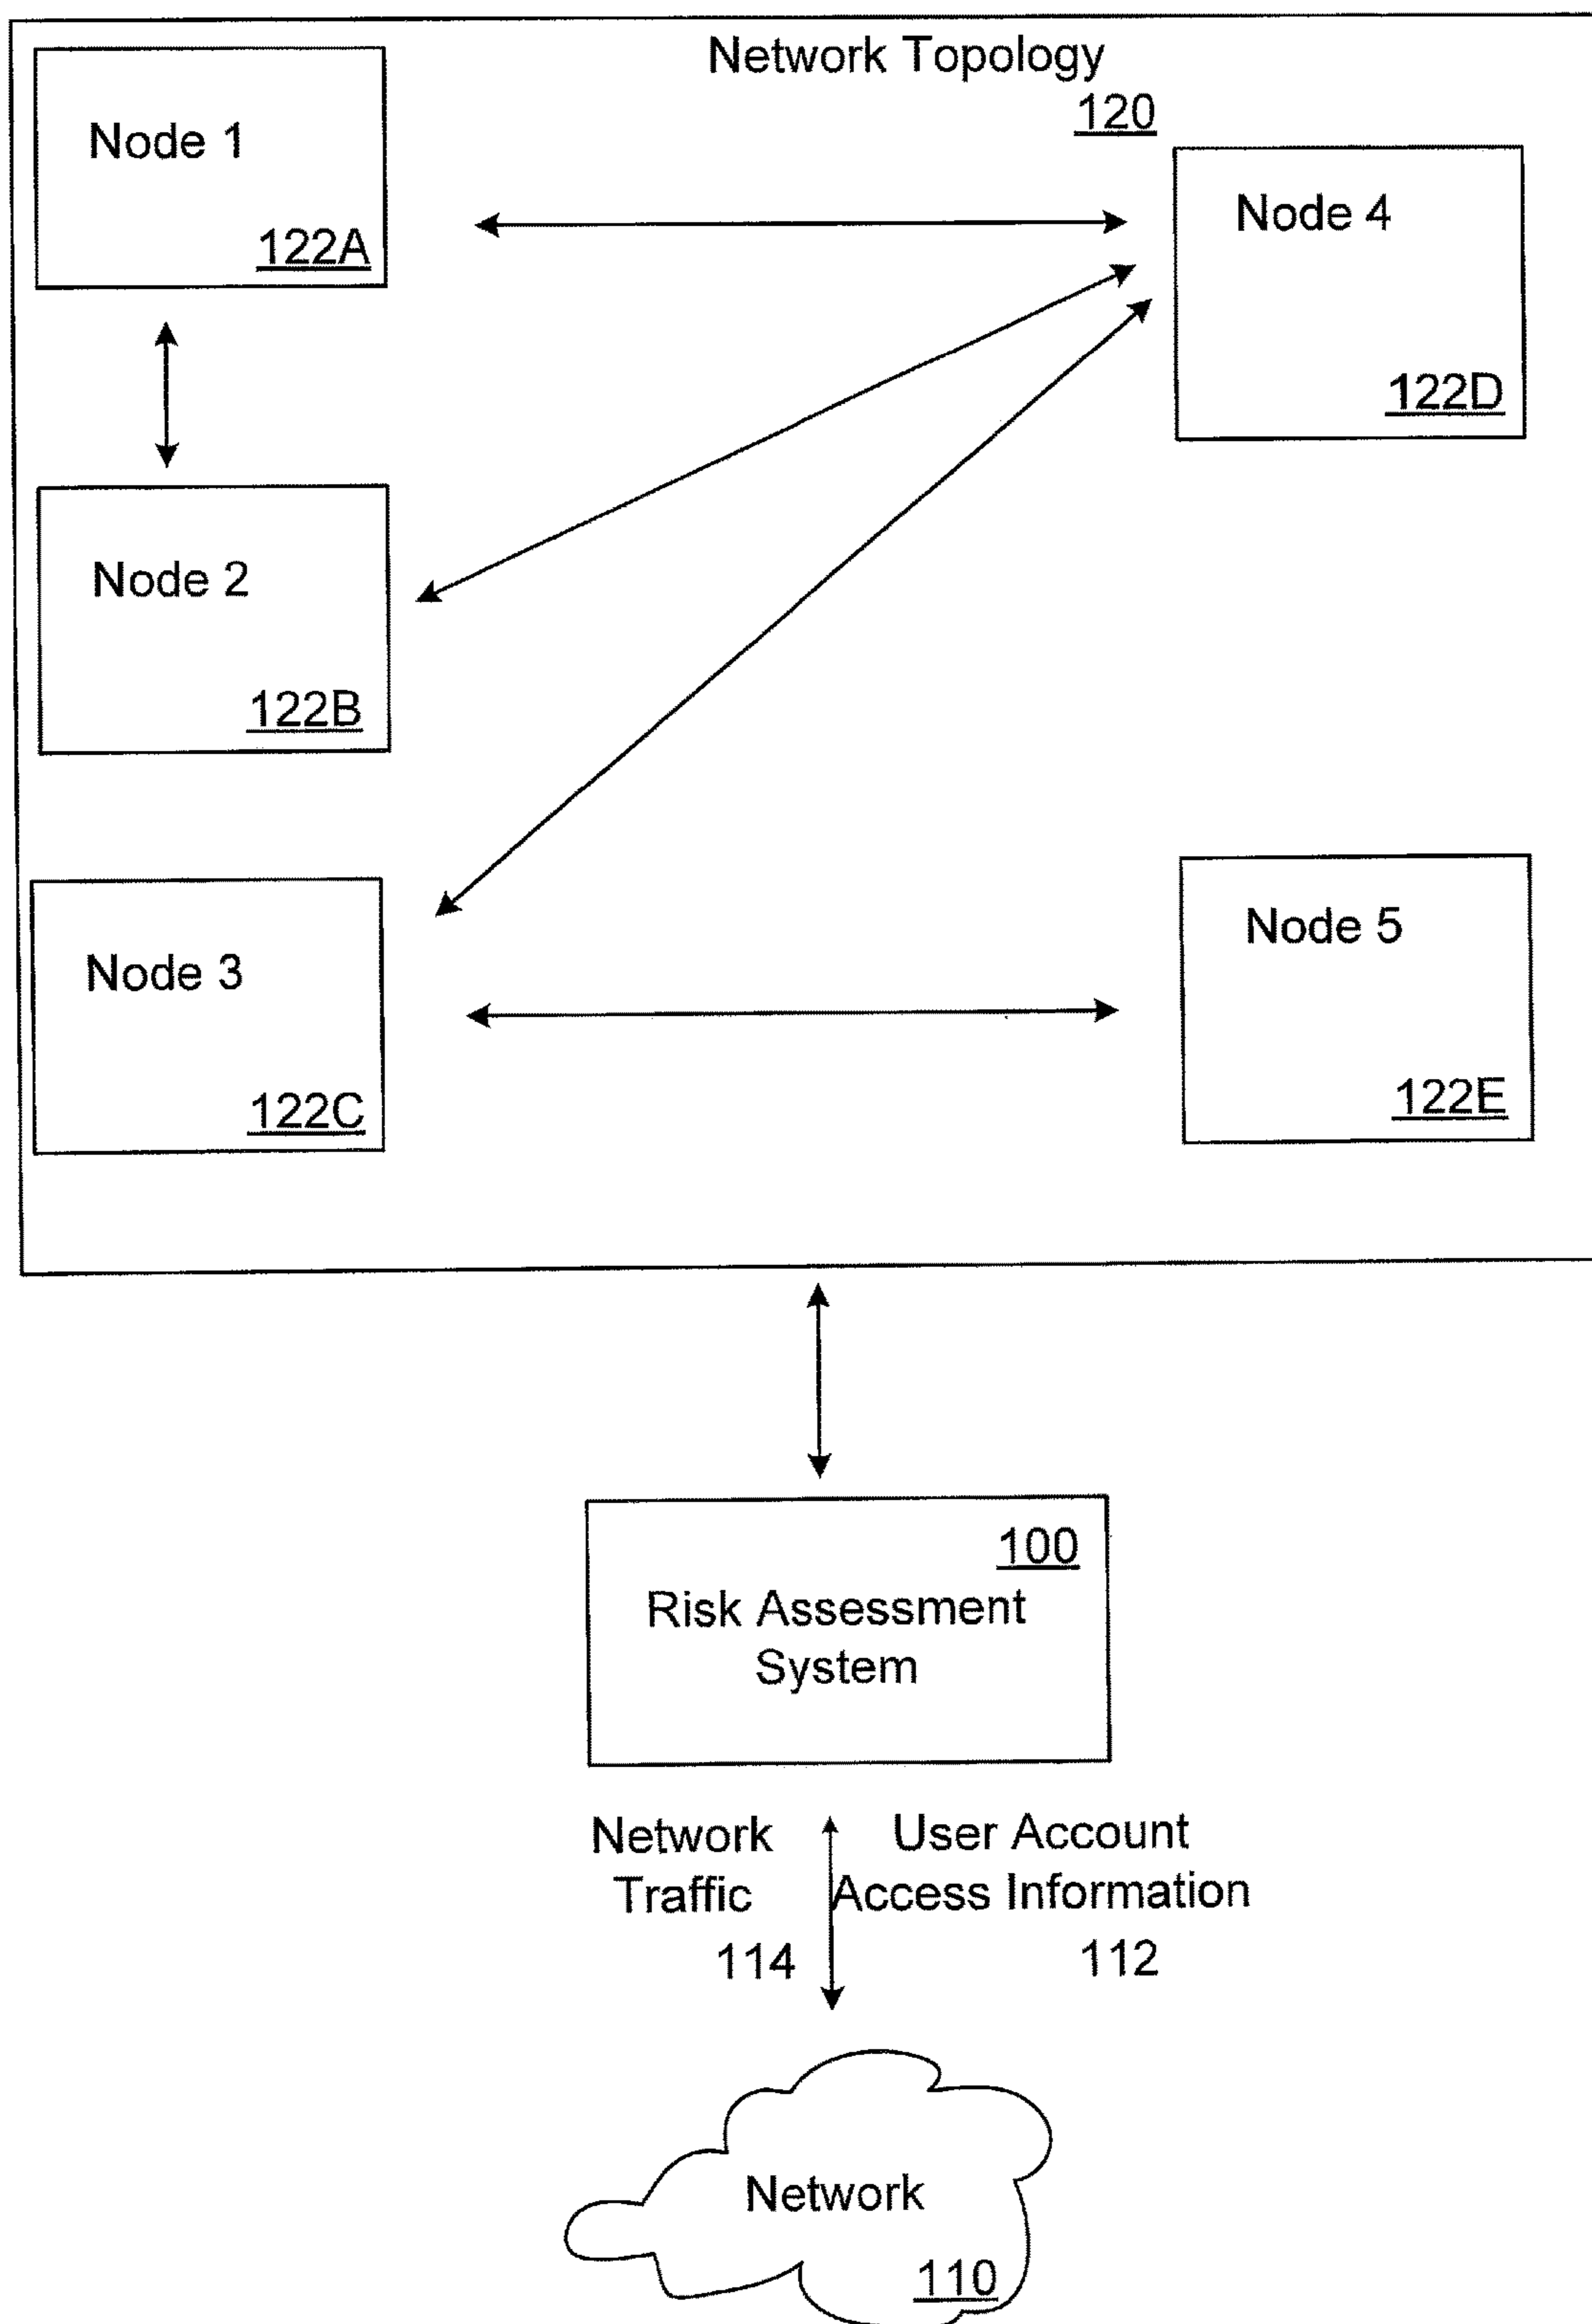 Network Topology
120
Node 1
122A
Node 4
122D
Node 2
122B
Node 3
122C
Node 5
122E
100
Risk Assessment
System
Network
Traffic
114
User Account
Access Information
112
Network
110